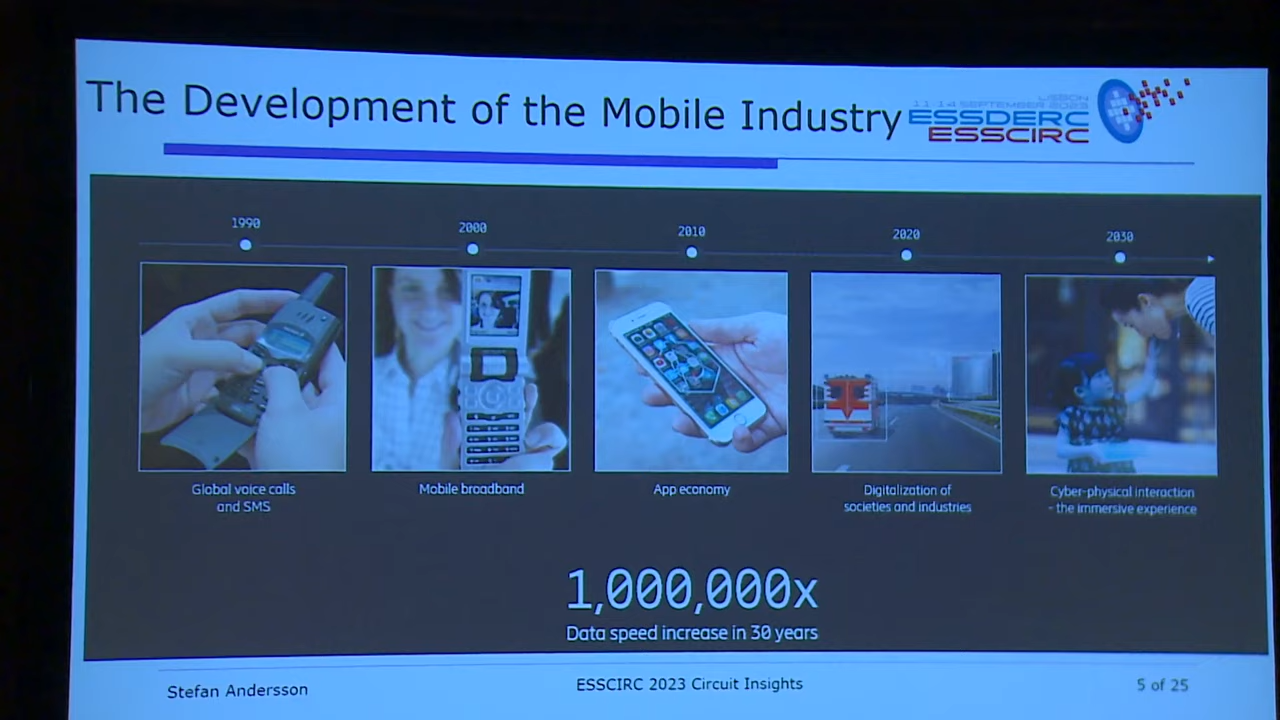 The Development of the Mobile Industry
LISBON
11-14 SEPTEMBER 2023
ESSDERC
ESSCIRC
1990
2000
2010
2020
2030
Global voice calls
and SMS
Mobile broadband
App economy
Digitalization of
societies and industries
Cyber-physical interaction
- the immersive experience
1,000,000x
Data speed increase in 30 years
Stefan Andersson
ESSCIRC 2023 Circuit Insights
5 of 25